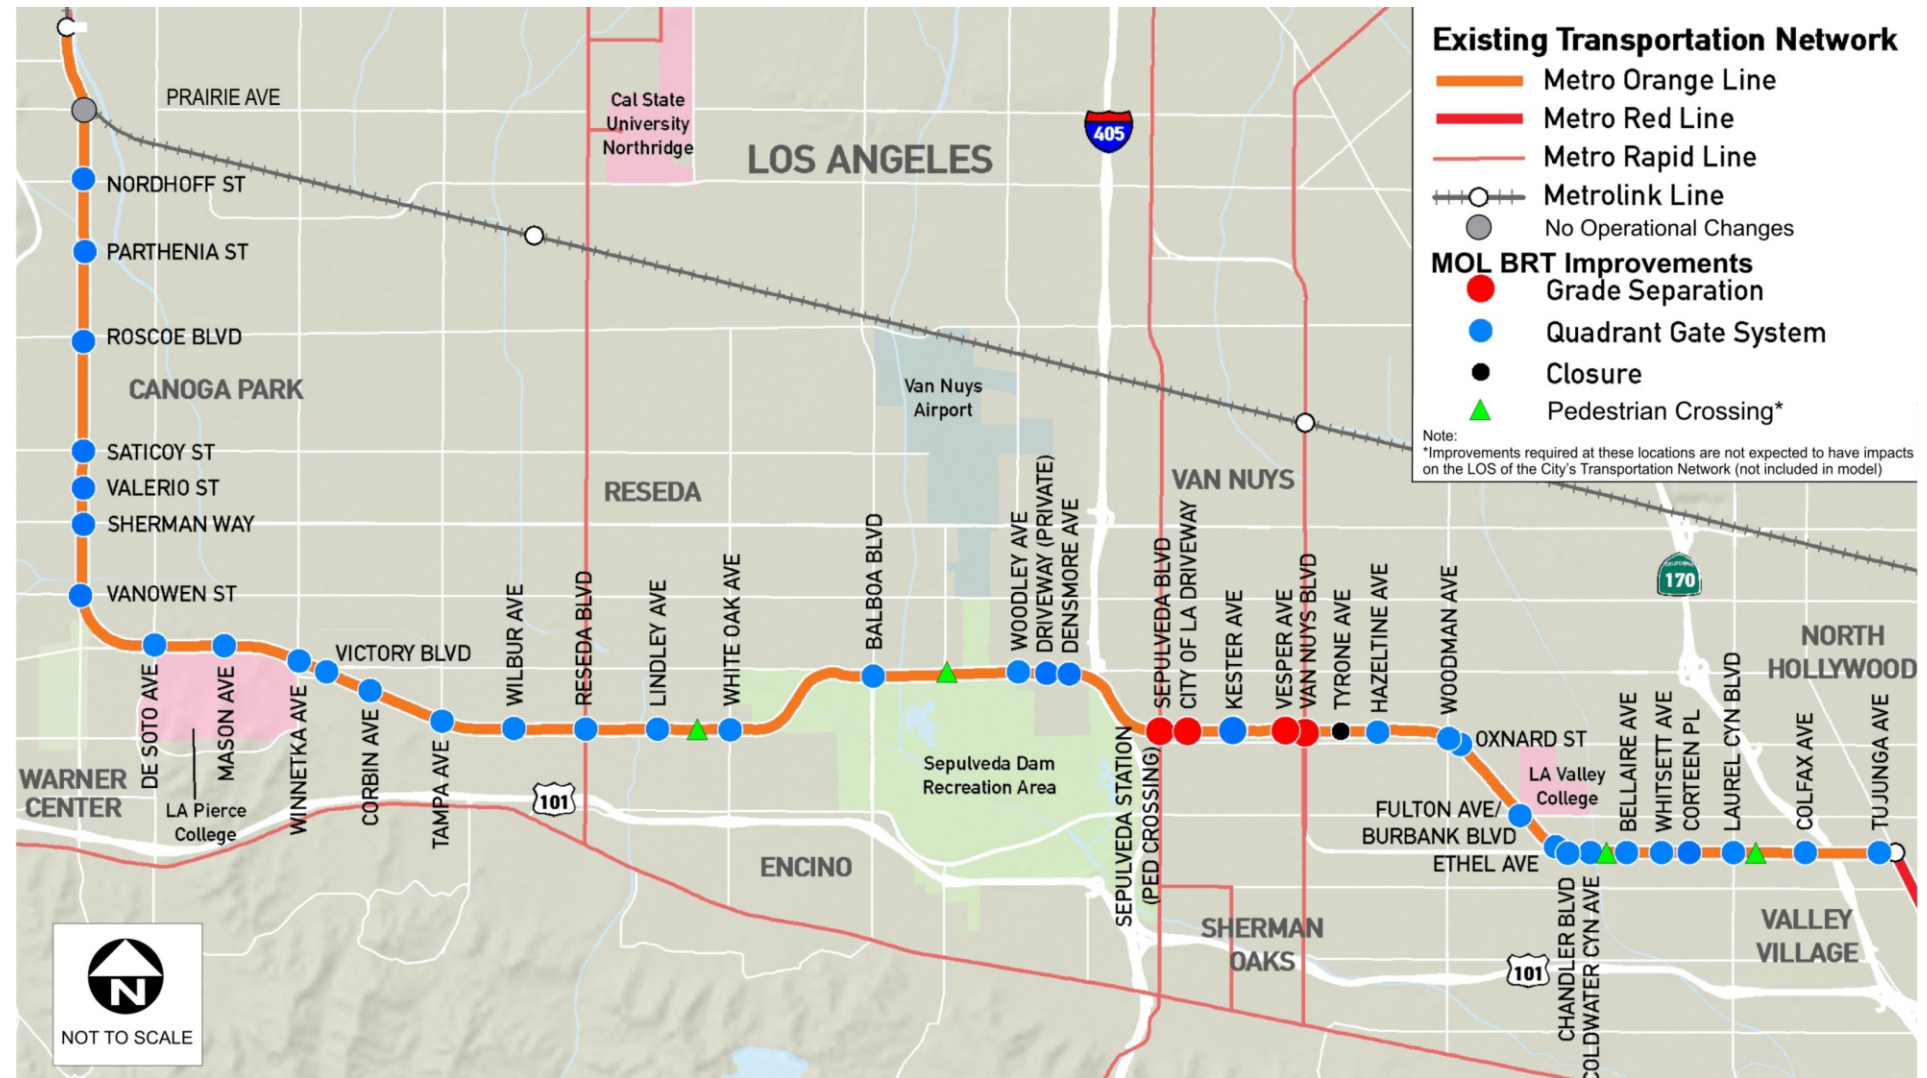 Existing Transportation Network
Metro Orange Line
Metro Red Line
Metro Rapid Line
Metrolink Line
No Operational Changes
MOL BRT Improvements
Grade Separation
Quadrant Gate System
Closure
Pedestrian Crossing*
Note:
*Improvements required at these locations are not expected to have impacts
on the LOS of the City's Transportation Network (not included in model)
PRAIRIE AVE
Cal State
University
Northridge
LOS ANGELES
405
NORDHOFF ST
PARTHENIA ST
ROSCOE BLVD
CANOGA PARK
Van Nuys
Airport
SATICOY ST
VALERIO ST
SHERMAN WAY
VANOWEN ST
RESEDA
VAN NUYS
CALIFORNIA
170
NORTH
HOLLYWOOD
DE SOTO AVE
MASON AVE
WINNETKA AVE
VICTORY BLVD
CORBIN AVE
TAMPA AVE
WILBUR AVE
RESEDA BLVD
LINDLEY AVE
WHITE OAK AVE
BALBOA BLVD
WOODLEY AVE
DRIVEWAY (PRIVATE)
DENSMORE AVE
SEPULVEDA STATION
(PED CROSSING)
SEPULVEDA BLVD
CITY OF LA DRIVEWAY
KESTER AVE
VESPER AVE
VAN NUYS BLVD
TYRONE AVE
HAZELTINE AVE
WOODMAN AVE
OXNARD ST
LA Valley
College
FULTON AVE/
BURBANK BLVD
ETHEL AVE
CHANDLER BLVD
COLDWATER CYN AVE
BELLAIRE AVE
WHITSETT AVE
CORTEEN PL
LAUREL CYN BLVD
COLFAX AVE
TUJUNGA AVE
WARNER
CENTER
LA Pierce
College
101
Sepulveda Dam
Recreation Area
ENCINO
SHERMAN
OAKS
101
VALLEY
VILLAGE
N
NOT TO SCALE